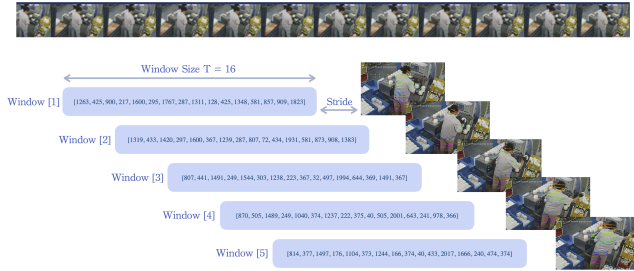 Window Size T = 16
Window [1] [1263, 425, 900, 217, 1600, 295, 1767, 287, 1311, 128, 425, 1348, 581, 857, 909, 1823] Stride
Window [2] [1319, 433, 1420, 297, 1600, 367, 1239, 287, 807, 72, 434, 1931, 581, 873, 908, 1383]
Window [3] [807, 441, 1491, 249, 1544, 303, 1238, 223, 367, 32, 497, 1994, 644, 369, 1491, 367]
Window [4] [870, 505, 1489, 249, 1040, 374, 1237, 222, 375, 40, 505, 2001, 643, 241, 978, 366]
Window [5] [814, 377, 1497, 176, 1104, 373, 1244, 166, 374, 40, 433, 2017, 1666, 240, 474, 374]